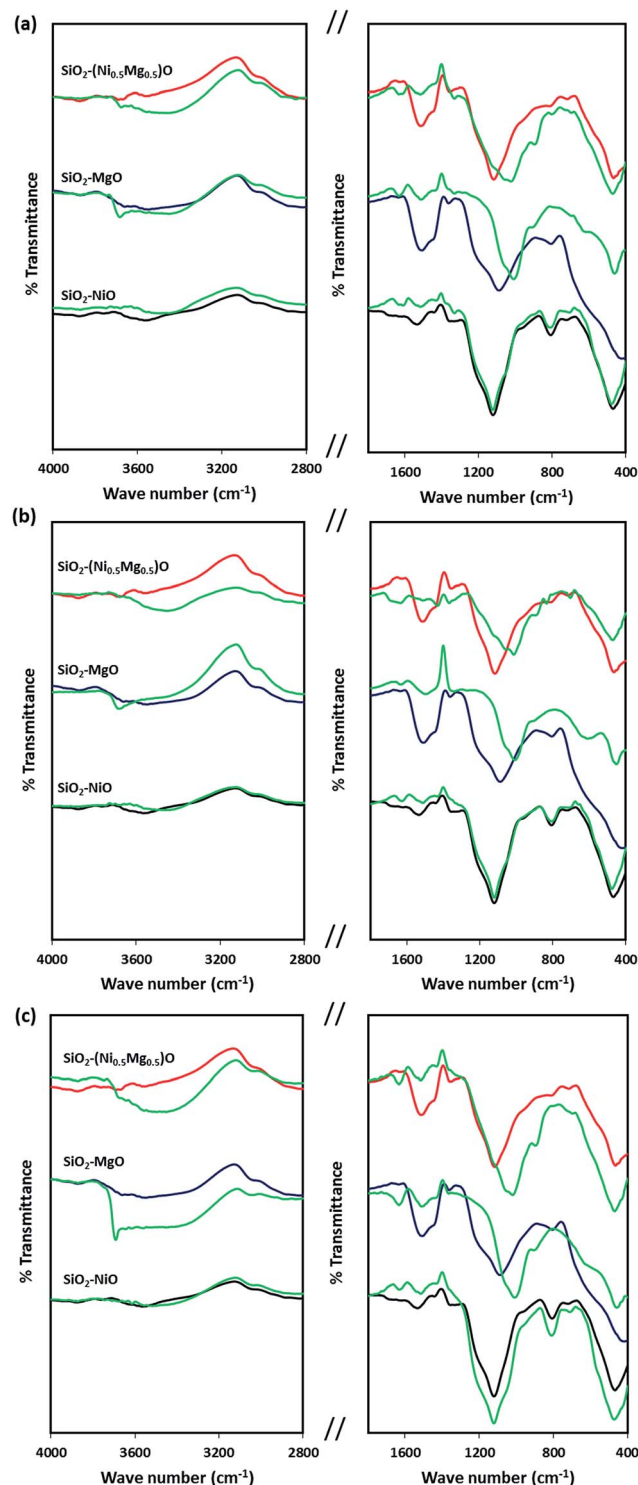 (a)
//
SiO₂-(Ni₀.₅Mg₀.₅)O
SiO₂-MgO
SiO₂-NiO
% Transmittance
% Transmittance
//
4000 3600 3200 2800
1600 1200 800 400
Wave number (cm⁻¹)
Wave number (cm⁻¹)
(b)
//
SiO₂-(Ni₀.₅Mg₀.₅)O
SiO₂-MgO
SiO₂-NiO
% Transmittance
% Transmittance
//
4000 3600 3200 2800
1600 1200 800 400
Wave number (cm⁻¹)
Wave number (cm⁻¹)
(c)
//
SiO₂-(Ni₀.₅Mg₀.₅)O
SiO₂-MgO
SiO₂-NiO
% Transmittance
% Transmittance
//
4000 3600 3200 2800
1600 1200 800 400
Wave number (cm⁻¹)
Wave number (cm⁻¹)